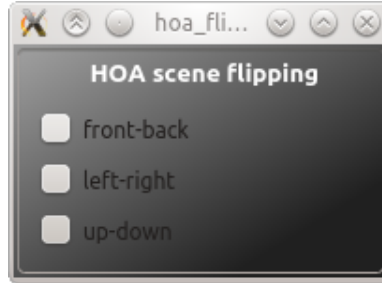 hoa_fli...
HOA scene flipping
front-back
left-right
up-down